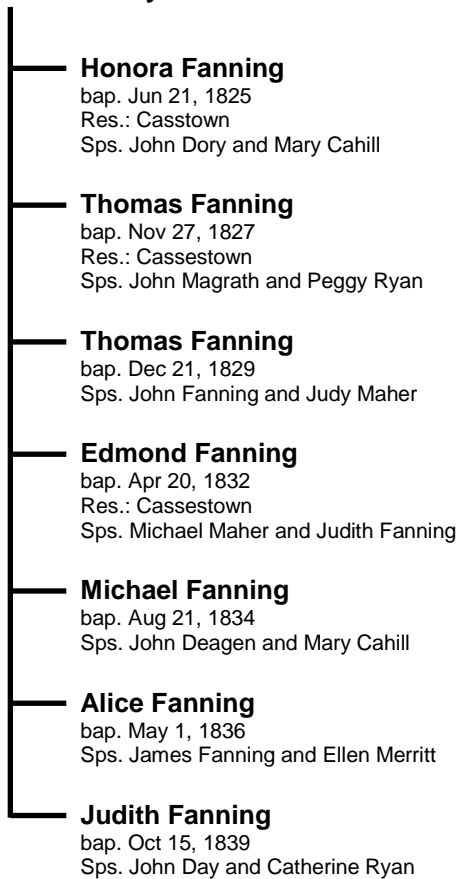 Honora Fanning
bap. Jun 21, 1825
Res.: Casstown
Sps. John Dory and Mary Cahill
Thomas Fanning
bap. Nov 27, 1827
Res.: Cassestown
Sps. John Magrath and Peggy Ryan
Thomas Fanning
bap. Dec 21, 1829
Sps. John Fanning and Judy Maher
Edmond Fanning
bap. Apr 20, 1832
Res.: Cassestown
Sps. Michael Maher and Judith Fanning
Michael Fanning
bap. Aug 21, 1834
Sps. John Deagen and Mary Cahill
Alice Fanning
bap. May 1, 1836
Sps. James Fanning and Ellen Merritt
Judith Fanning
bap. Oct 15, 1839
Sps. John Day and Catherine Ryan